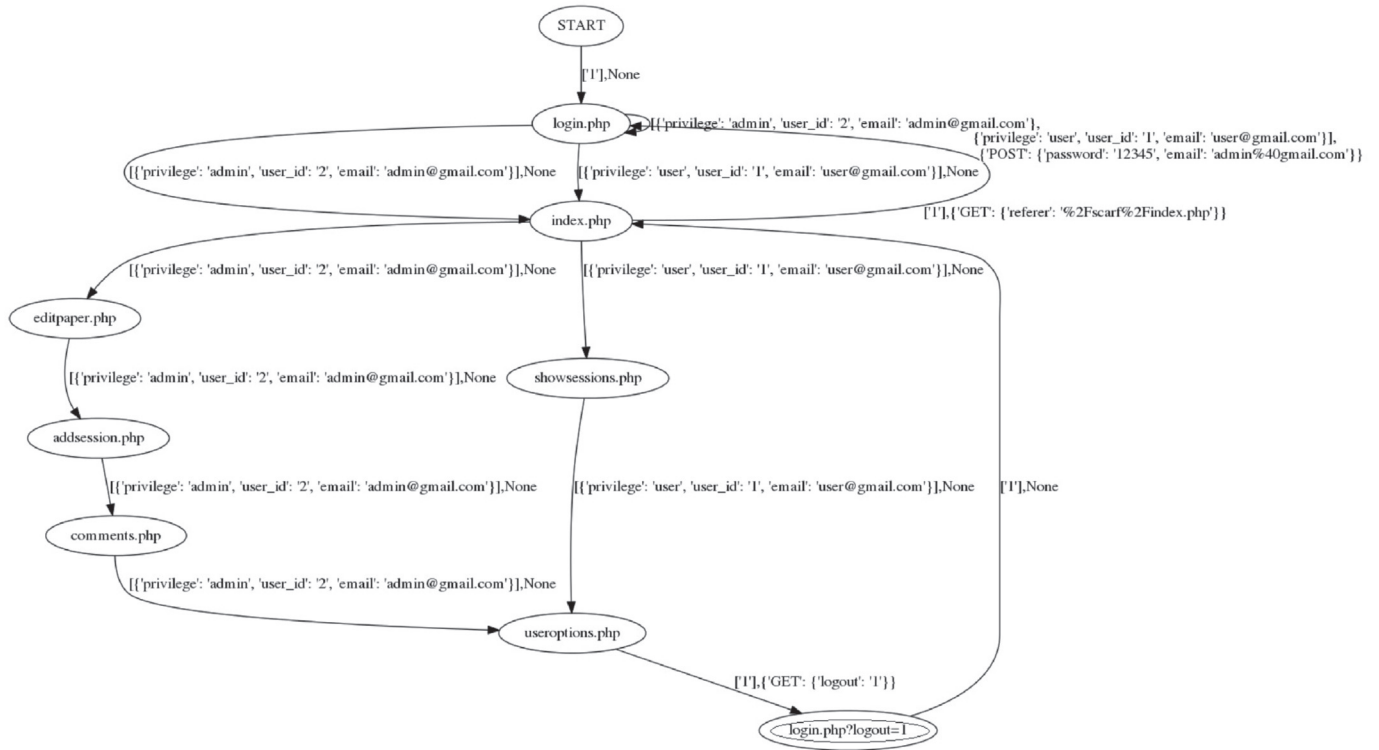 START
['1'],None
login.php
[{'privilege': 'admin', 'user_id': '2', 'email': 'admin@gmail.com'},
{'privilege': 'user', 'user_id': '1', 'email': 'user@gmail.com'}],
{'POST': {'password': '12345', 'email': 'admin%40gmail.com'}}
[{'privilege': 'admin', 'user_id': '2', 'email': 'admin@gmail.com'}],None
[{'privilege': 'user', 'user_id': '1', 'email': 'user@gmail.com'}],None
['1'],{'GET': {'referer': '%2Fscarf%2Findex.php'}}
index.php
[{'privilege': 'admin', 'user_id': '2', 'email': 'admin@gmail.com'}],None
[{'privilege': 'user', 'user_id': '1', 'email': 'user@gmail.com'}],None
editpaper.php
[{'privilege': 'admin', 'user_id': '2', 'email': 'admin@gmail.com'}],None
showsessions.php
addsession.php
[{'privilege': 'admin', 'user_id': '2', 'email': 'admin@gmail.com'}],None
[{'privilege': 'user', 'user_id': '1', 'email': 'user@gmail.com'}],None
['1'],None
comments.php
[{'privilege': 'admin', 'user_id': '2', 'email': 'admin@gmail.com'}],None
useroptions.php
['1'],{'GET': {'logout': '1'}}
login.php?logout=1